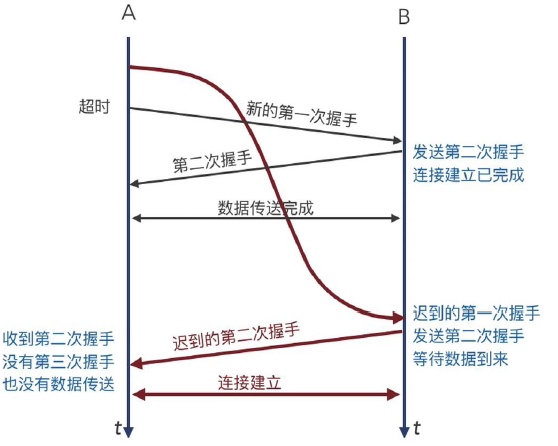 A
B
超时
新的第一次握手
第二次握手
发送第二次握手
连接建立已完成
数据传送完成
迟到的第一次握手
发送第二次握手
等待数据到来
迟到的第二次握手
收到第二次握手
没有第三次握手
也没有数据传送
连接建立
t
t